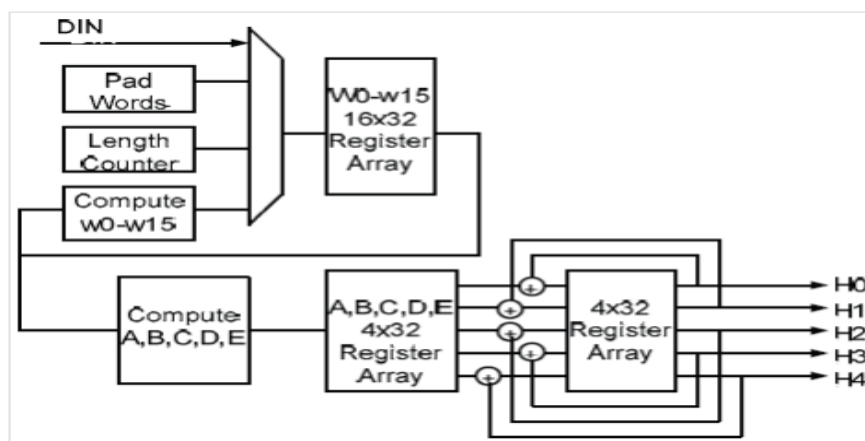 DIN
Pad
Words
Length
Counter
Compute
w0-w15
W0-w15
16x32
Register
Array
Compute
A,B,C,D,E
A,B,C,D,E
4x32
Register
Array
4x32
Register
Array
+
+
+
+
+
H0
H1
H2
H3
H4